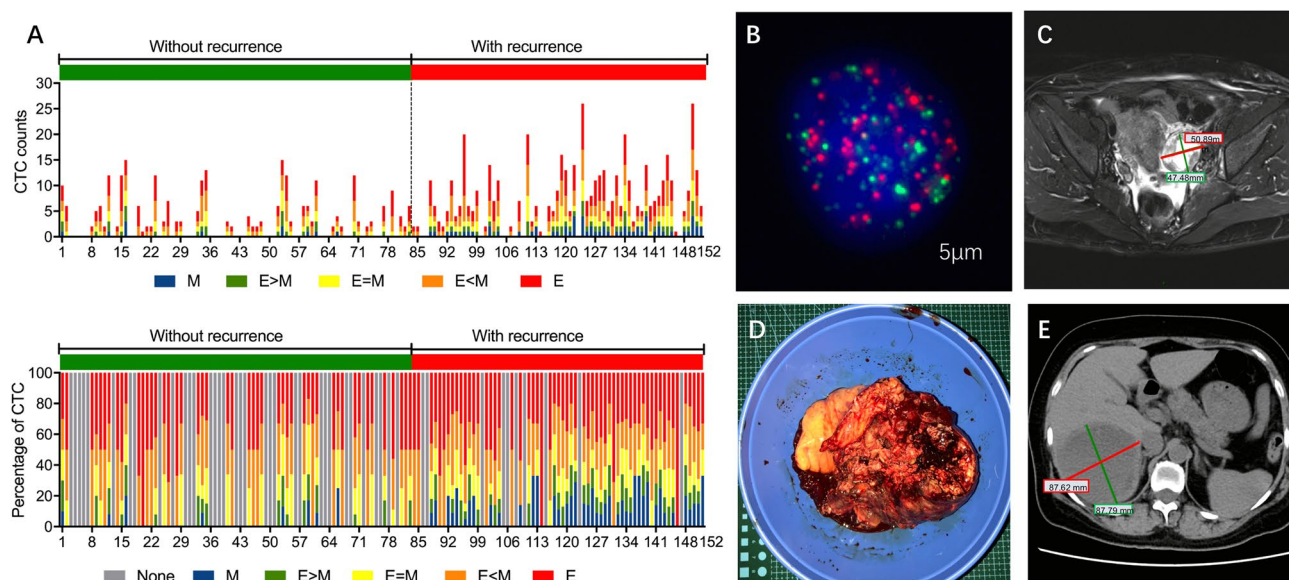 A
Without recurrence
With recurrence
CTC counts
30
25
20
15
10
5
0
1 8 15 22 29 36 43 50 57 64 71 78 85 92 99 106 113 120 127 134 141 148 152
M E>M E=M E<M E
Without recurrence
With recurrence
Percentage of CTC
100
80
60
40
20
0
1 8 15 22 29 36 43 50 57 64 71 78 85 92 99 106 113 120 127 134 141 148 152
None M E>M E=M E<M E
B
5μm
C
50.89m
47.48mm
D
E
87.62 mm
87.79 mm